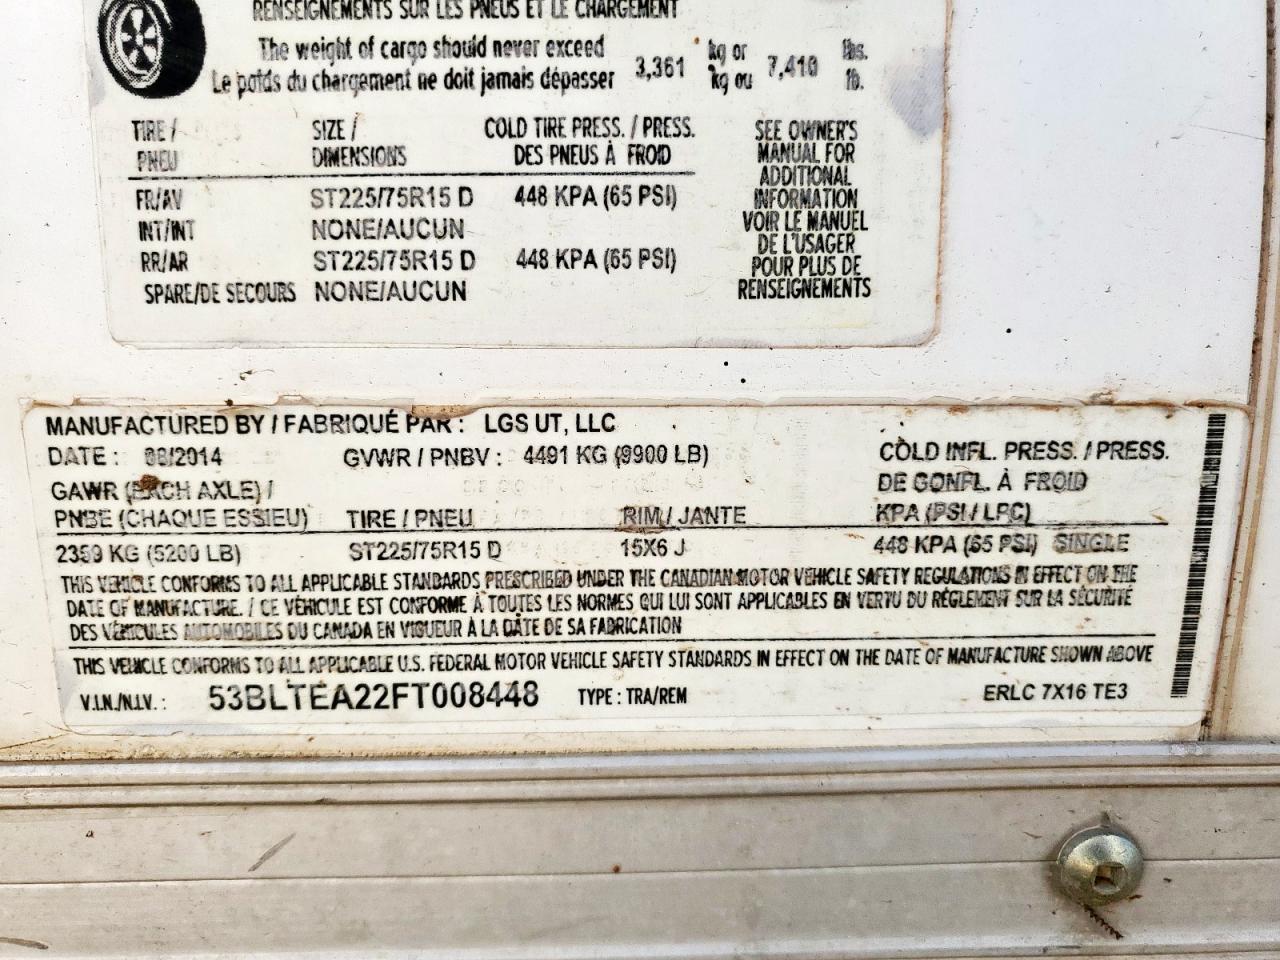 RENSEIGNEMENTS SUR LES PNEUS ET LE CHARGEMENT
The weight of cargo should never exceed
Le poids du chargement ne doit jamais dépasser
3,361 kg or 7,410 lbs.
kg ou lb.
TIRE / SIZE / COLD TIRE PRESS. / PRESS.
PNEU DIMENSIONS DES PNEUS À FROID
FR/AV ST225/75R15 D 448 KPA (65 PSI)
INT/INT NONE/AUCUN
RR/AR ST225/75R15 D 448 KPA (65 PSI)
SPARE/DE SECOURS NONE/AUCUN
SEE OWNER'S
MANUAL FOR
ADDITIONAL
INFORMATION
VOIR LE MANUEL
DE L'USAGER
POUR PLUS DE
RENSEIGNEMENTS
MANUFACTURED BY / FABRIQUÉ PAR : LGS UT, LLC
DATE : 08/2014 GVWR / PNBV : 4491 KG (9900 LB) COLD INFL. PRESS. / PRESS.
GAWR (EACH AXLE) / DE GONFL. À FROID
PNBE (CHAQUE ESSIEU) TIRE / PNEU RIM / JANTE KPA (PSI / LPC)
2359 KG (5200 LB) ST225/75R15 D 15X6 J 448 KPA (65 PSI) SINGLE
THIS VEHICLE CONFORMS TO ALL APPLICABLE STANDARDS PRESCRIBED UNDER THE CANADIAN MOTOR VEHICLE SAFETY REGULATIONS IN EFFECT ON THE
DATE OF MANUFACTURE. / CE VÉHICULE EST CONFORME À TOUTES LES NORMES QUI LUI SONT APPLICABLES EN VERTU DU RÉGLEMENT SUR LA SÉCURITÉ
DES VÉHICULES AUTOMOBILES DU CANADA EN VIGUEUR À LA DATE DE SA FABRICATION
THIS VEHICLE CONFORMS TO ALL APPLICABLE U.S. FEDERAL MOTOR VEHICLE SAFETY STANDARDS IN EFFECT ON THE DATE OF MANUFACTURE SHOWN ABOVE
V.I.N./N.I.V. : 53BLTEA22FT008448 TYPE : TRA/REM ERLC 7X16 TE3